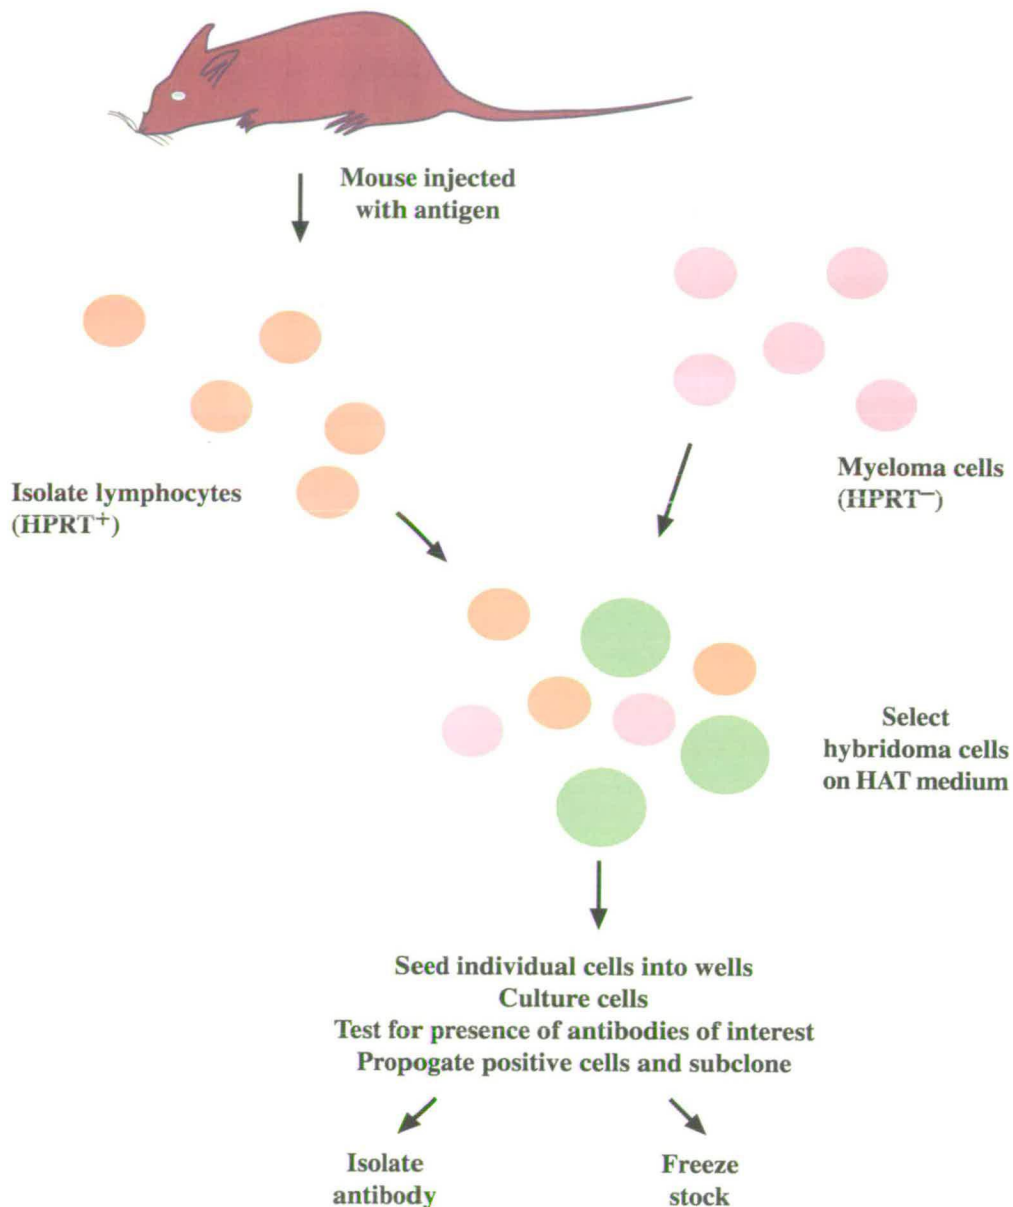 Mouse injected
with antigen
Isolate lymphocytes
(HPRT⁺)
Myeloma cells
(HPRT⁻)
Select
hybridoma cells
on HAT medium
Seed individual cells into wells
Culture cells
Test for presence of antibodies of interest
Propogate positive cells and subclone
Isolate
antibody
Freeze
stock